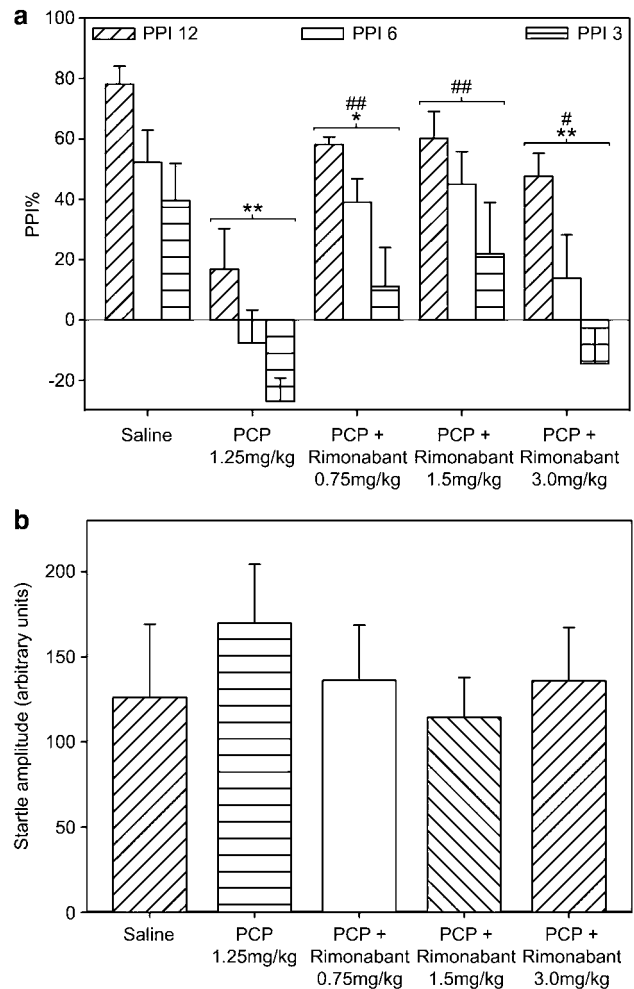 a
PPI 12 PPI 6 PPI 3
100
80
60
40
20
0
-20
PPI%
**
##
*
##
#
**
Saline
PCP
1.25mg/kg
PCP +
Rimonabant
0.75mg/kg
PCP +
Rimonabant
1.5mg/kg
PCP +
Rimonabant
3.0mg/kg
b
200
150
100
50
0
Startle amplitude (arbitrary units)
Saline
PCP
1.25mg/kg
PCP +
Rimonabant
0.75mg/kg
PCP +
Rimonabant
1.5mg/kg
PCP +
Rimonabant
3.0mg/kg